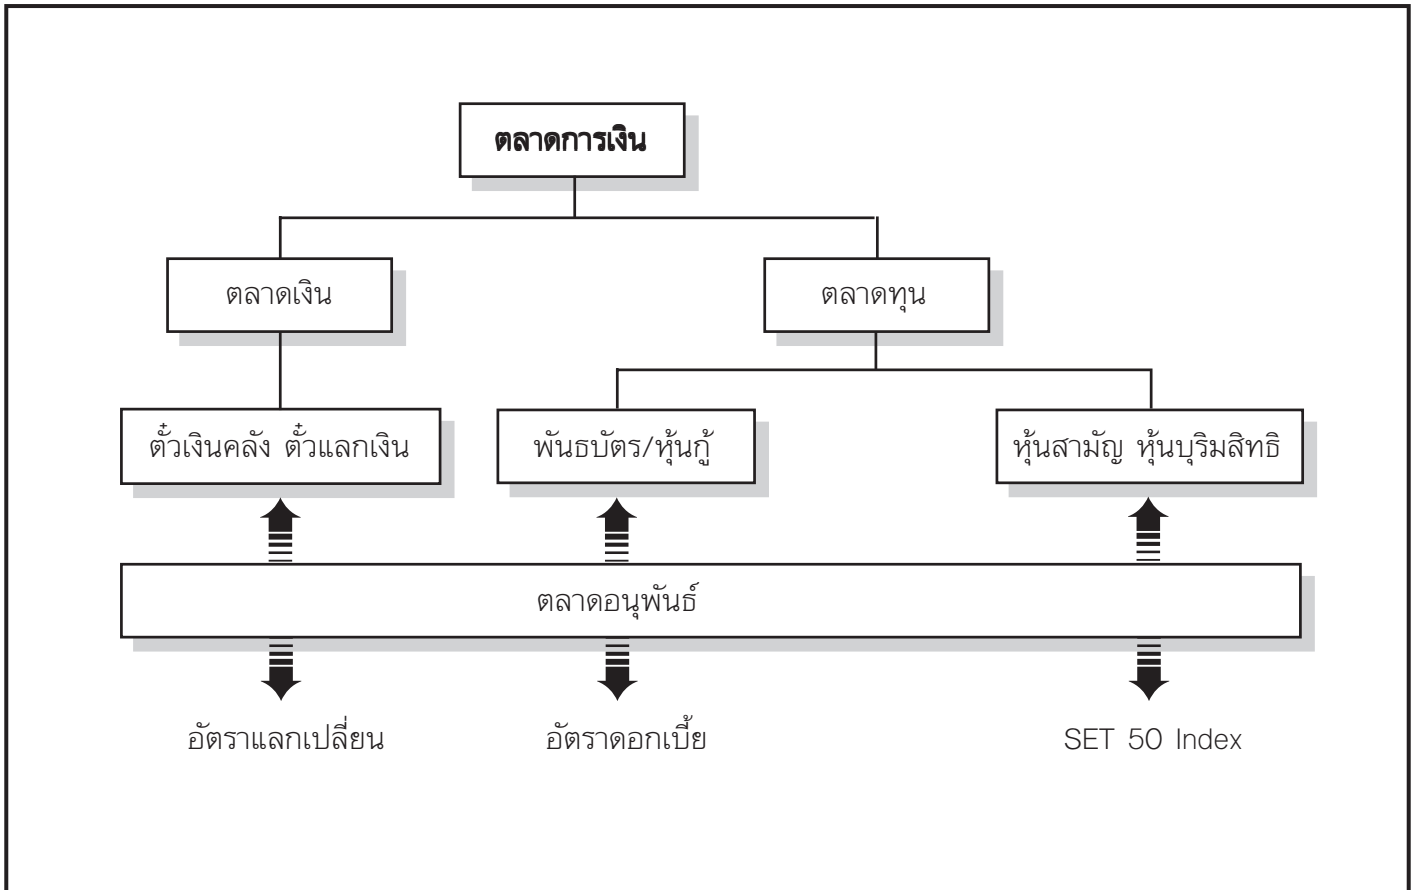 ตลาดการเงิน
ตลาดเงิน
ตลาดทุน
ตั๋วเงินคลัง ตั๋วแลกเงิน
พันธบัตร/หุ้นกู้
หุ้นสามัญ หุ้นบุริมสิทธิ
ตลาดอนุพันธ์
อัตราแลกเปลี่ยน
อัตราดอกเบี้ย
SET 50 Index